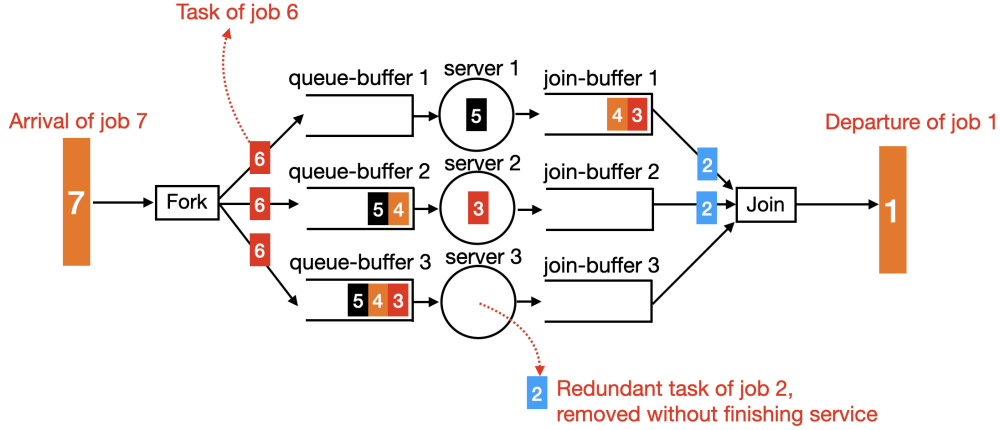 Task of job 6
queue-buffer 1
server 1
join-buffer 1
5
4 3
Arrival of job 7
Departure of job 1
6
2
queue-buffer 2
server 2
join-buffer 2
7
Fork
6
5 4
3
2
Join
1
6
queue-buffer 3
server 3
join-buffer 3
5 4 3
2
Redundant task of job 2,
removed without finishing service